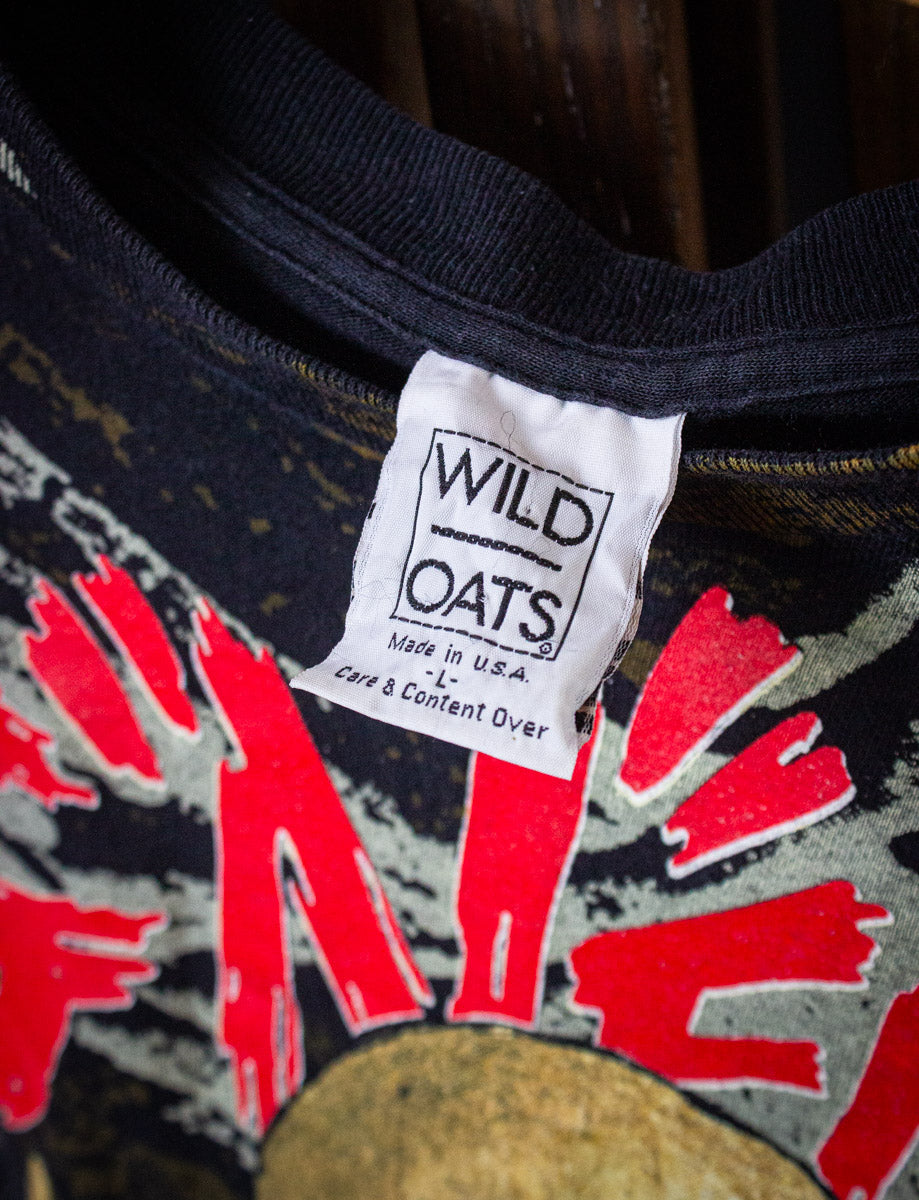 WILD
OATS
®
Made in U.S.A.
-L-
Care & Content Over